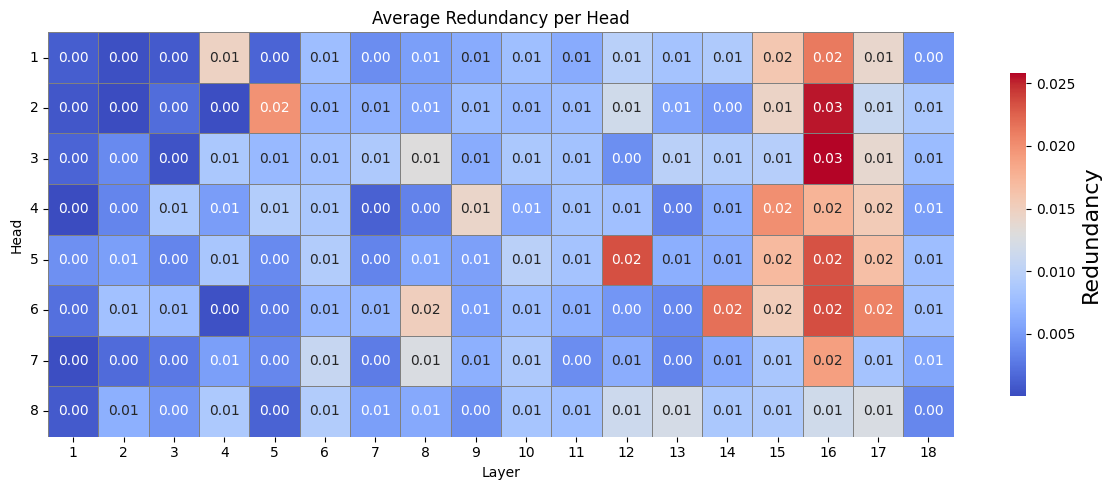 Average Redundancy per Head
1 0.00 0.00 0.00 0.01 0.00 0.01 0.00 0.01 0.01 0.01 0.01 0.01 0.01 0.01 0.02 0.02 0.01 0.00
2 0.00 0.00 0.00 0.00 0.02 0.01 0.01 0.01 0.01 0.01 0.01 0.01 0.01 0.00 0.01 0.03 0.01 0.01
3 0.00 0.00 0.00 0.01 0.01 0.01 0.01 0.01 0.01 0.01 0.01 0.00 0.01 0.01 0.01 0.03 0.01 0.01
4 0.00 0.00 0.01 0.01 0.01 0.01 0.00 0.00 0.01 0.01 0.01 0.01 0.00 0.01 0.02 0.02 0.02 0.01
5 0.00 0.01 0.00 0.01 0.00 0.01 0.00 0.01 0.01 0.01 0.01 0.02 0.01 0.01 0.02 0.02 0.02 0.01
6 0.00 0.01 0.01 0.00 0.00 0.01 0.01 0.02 0.01 0.01 0.01 0.00 0.00 0.02 0.02 0.02 0.02 0.01
7 0.00 0.00 0.00 0.01 0.00 0.01 0.00 0.01 0.01 0.01 0.00 0.01 0.00 0.01 0.01 0.02 0.01 0.01
8 0.00 0.01 0.00 0.01 0.00 0.01 0.01 0.01 0.00 0.01 0.01 0.01 0.01 0.01 0.01 0.01 0.01 0.00
1 2 3 4 5 6 7 8 9 10 11 12 13 14 15 16 17 18
Layer
Head
0.025
0.020
0.015
0.010
0.005
Redundancy